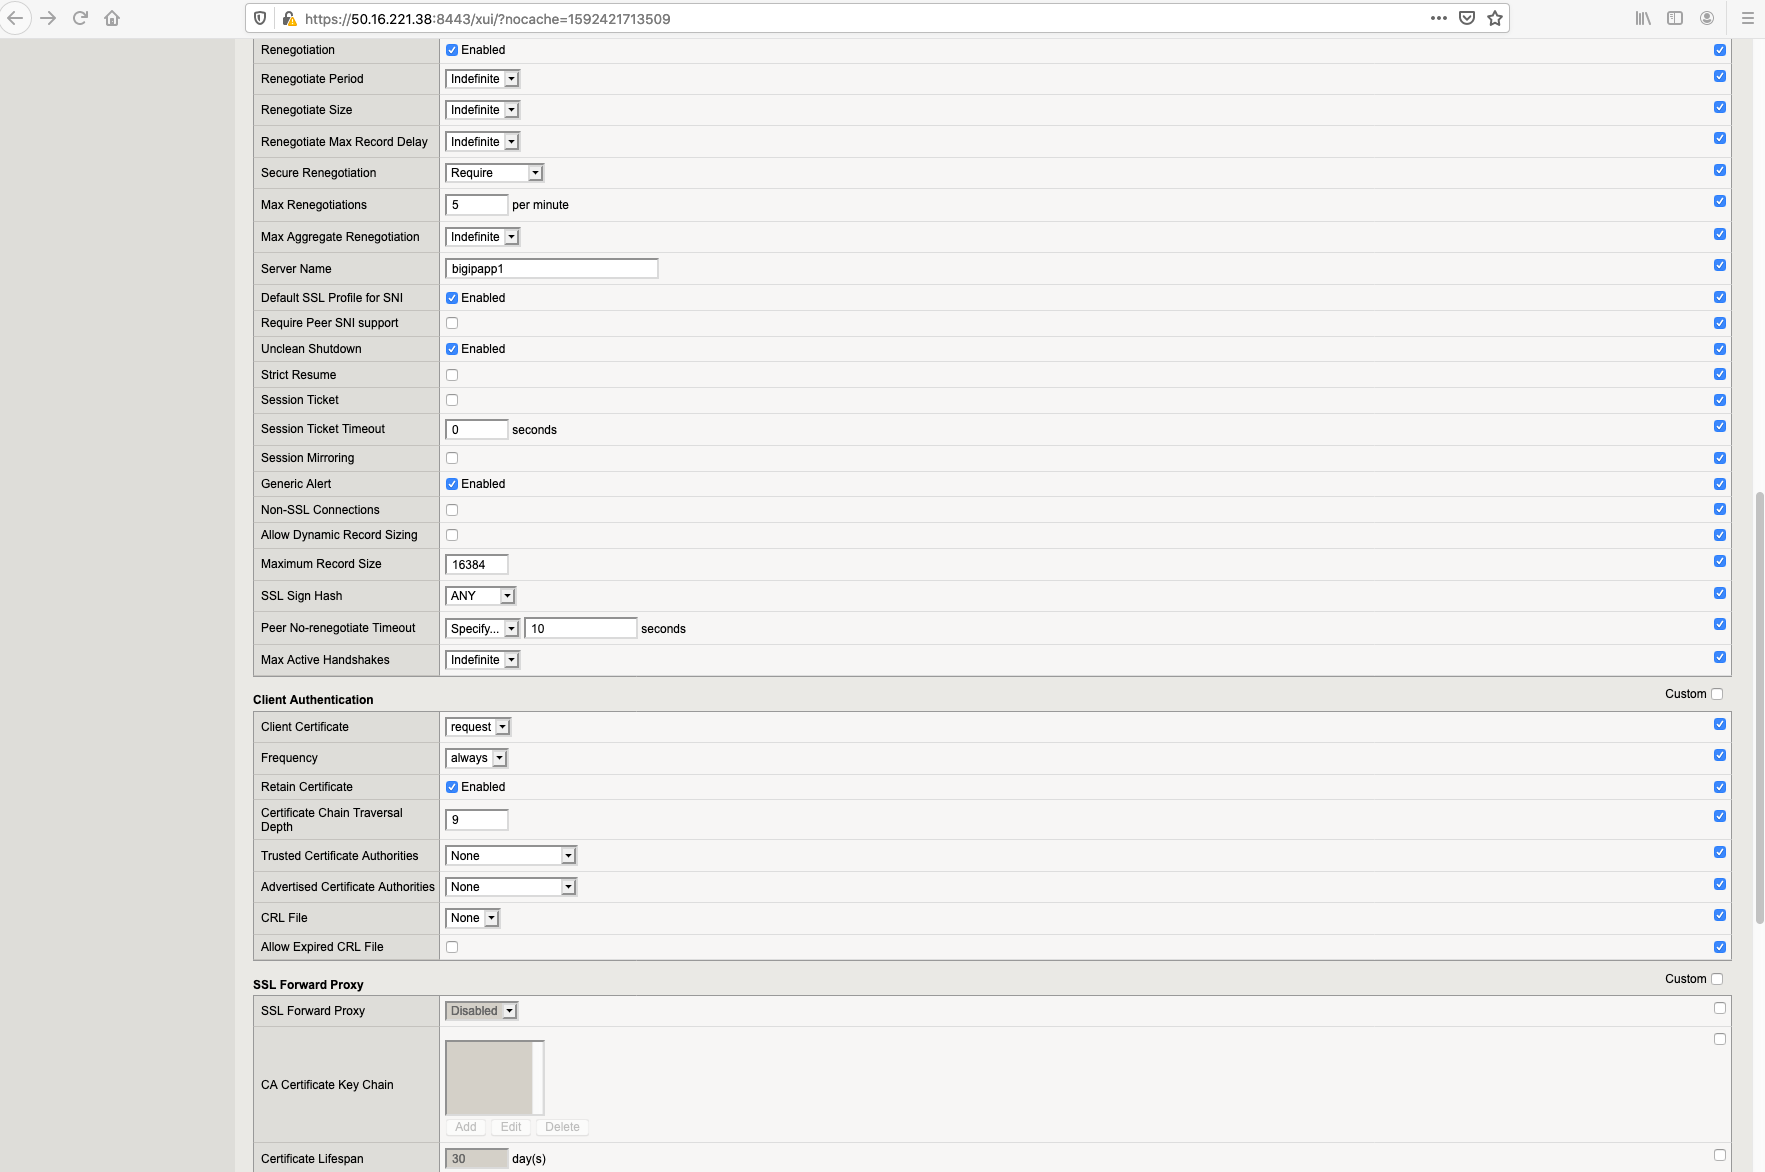 https://50.16.221.38:8443/xui/?nocache=1592421713509
Renegotiation Enabled
Renegotiate Period Indefinite
Renegotiate Size Indefinite
Renegotiate Max Record Delay Indefinite
Secure Renegotiation Require
Max Renegotiations 5 per minute
Max Aggregate Renegotiation Indefinite
Server Name bigipapp1
Default SSL Profile for SNI Enabled
Require Peer SNI support
Unclean Shutdown Enabled
Strict Resume
Session Ticket
Session Ticket Timeout 0 seconds
Session Mirroring
Generic Alert Enabled
Non-SSL Connections
Allow Dynamic Record Sizing
Maximum Record Size 16384
SSL Sign Hash ANY
Peer No-renegotiate Timeout Specify... 10 seconds
Max Active Handshakes Indefinite
Client Authentication Custom
Client Certificate request
Frequency always
Retain Certificate Enabled
Certificate Chain Traversal
Depth 9
Trusted Certificate Authorities None
Advertised Certificate Authorities None
CRL File None
Allow Expired CRL File
SSL Forward Proxy Custom
SSL Forward Proxy Disabled
CA Certificate Key Chain
Add Edit Delete
Certificate Lifespan 30 day(s)